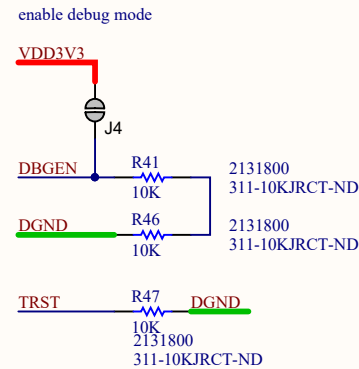 enable debug mode
VDD3V3
J4
DBGEN
R41
10K
2131800
311-10KJRCT-ND
DGND
R46
10K
2131800
311-10KJRCT-ND
TRST
R47
10K
DGND
2131800
311-10KJRCT-ND